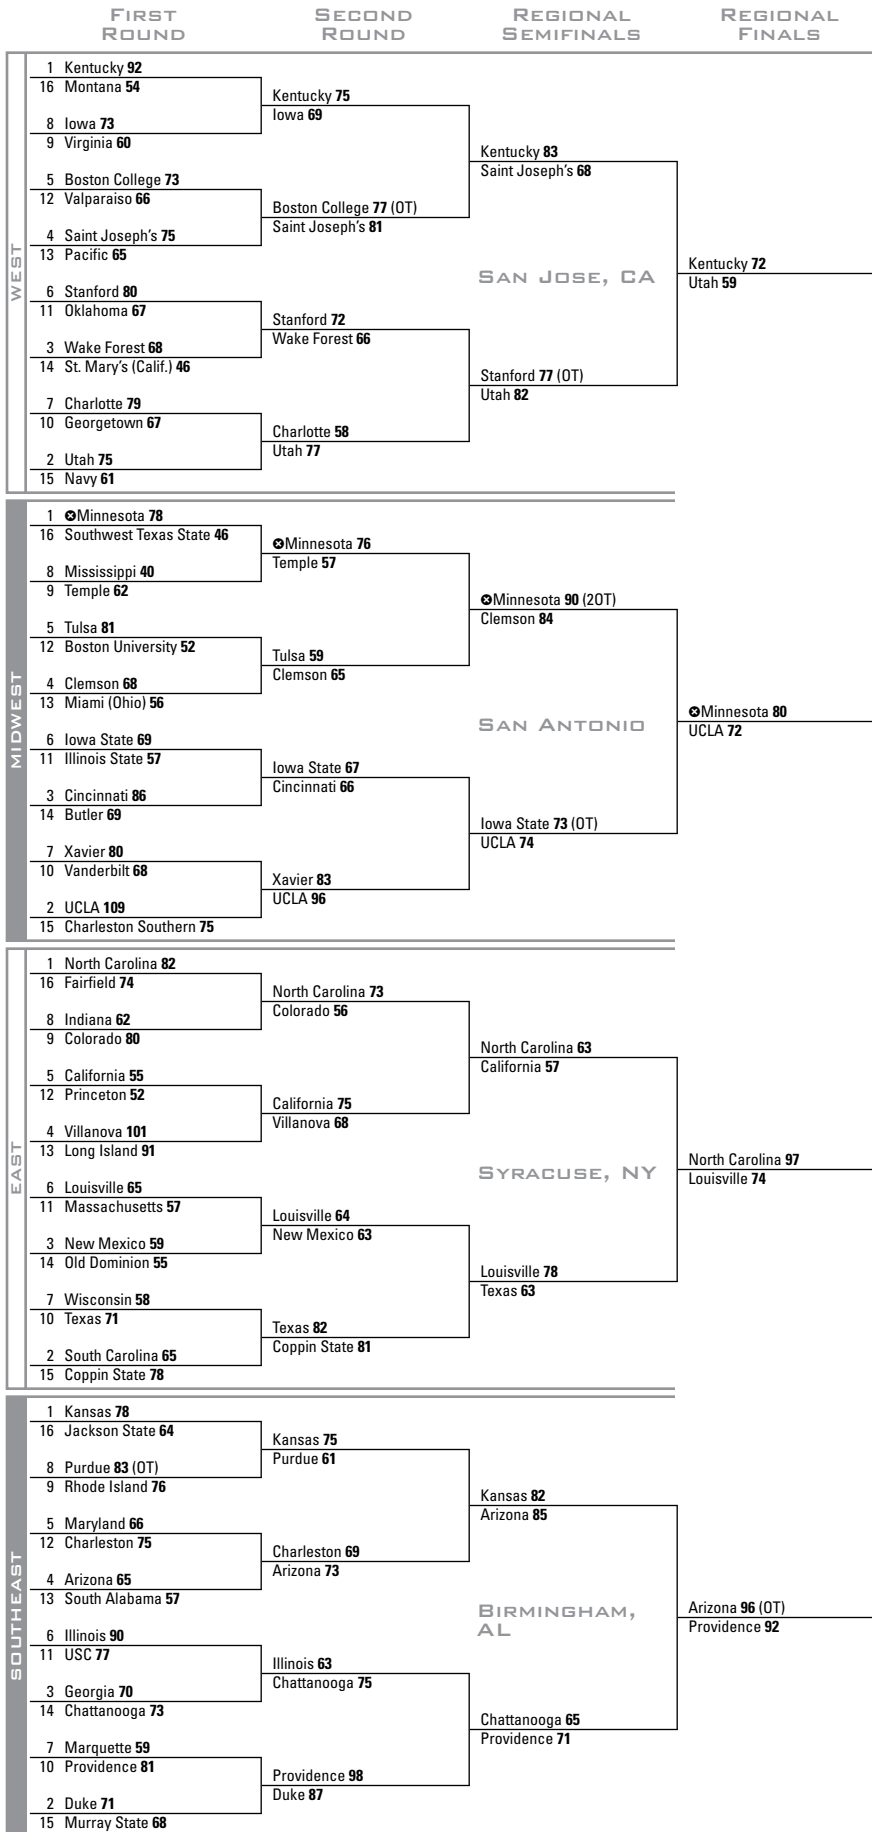 FIRST ROUND
SECOND ROUND
REGIONAL SEMIFINALS
REGIONAL FINALS
WEST
1 Kentucky 92
16 Montana 54
8 Iowa 73
9 Virginia 60
5 Boston College 73
12 Valparaiso 66
4 Saint Joseph's 75
13 Pacific 65
6 Stanford 80
11 Oklahoma 67
3 Wake Forest 68
14 St. Mary's (Calif.) 46
7 Charlotte 79
10 Georgetown 67
2 Utah 75
15 Navy 61
Kentucky 75
Iowa 69
Boston College 77 (OT)
Saint Joseph's 81
Stanford 72
Wake Forest 66
Charlotte 58
Utah 77
Kentucky 83
Saint Joseph's 68
SAN JOSE, CA
Stanford 77 (OT)
Utah 82
Kentucky 72
Utah 59
MIDWEST
1 ✪Minnesota 78
16 Southwest Texas State 46
8 Mississippi 40
9 Temple 62
5 Tulsa 81
12 Boston University 52
4 Clemson 68
13 Miami (Ohio) 56
6 Iowa State 69
11 Illinois State 57
3 Cincinnati 86
14 Butler 69
7 Xavier 80
10 Vanderbilt 68
2 UCLA 109
15 Charleston Southern 75
✪Minnesota 76
Temple 57
Tulsa 59
Clemson 65
Iowa State 67
Cincinnati 66
Xavier 83
UCLA 96
✪Minnesota 90 (2OT)
Clemson 84
SAN ANTONIO
Iowa State 73 (OT)
UCLA 74
✪Minnesota 80
UCLA 72
EAST
1 North Carolina 82
16 Fairfield 74
8 Indiana 62
9 Colorado 80
5 California 55
12 Princeton 52
4 Villanova 101
13 Long Island 91
6 Louisville 65
11 Massachusetts 57
3 New Mexico 59
14 Old Dominion 55
7 Wisconsin 58
10 Texas 71
2 South Carolina 65
15 Coppin State 78
North Carolina 73
Colorado 56
California 75
Villanova 68
Louisville 64
New Mexico 63
Texas 82
Coppin State 81
North Carolina 63
California 57
SYRACUSE, NY
Louisville 78
Texas 63
North Carolina 97
Louisville 74
SOUTHEAST
1 Kansas 78
16 Jackson State 64
8 Purdue 83 (OT)
9 Rhode Island 76
5 Maryland 66
12 Charleston 75
4 Arizona 65
13 South Alabama 57
6 Illinois 90
11 USC 77
3 Georgia 70
14 Chattanooga 73
7 Marquette 59
10 Providence 81
2 Duke 71
15 Murray State 68
Kansas 75
Purdue 61
Charleston 69
Arizona 73
Illinois 63
Chattanooga 75
Providence 98
Duke 87
Kansas 82
Arizona 85
BIRMINGHAM,
AL
Chattanooga 65
Providence 71
Arizona 96 (OT)
Providence 92